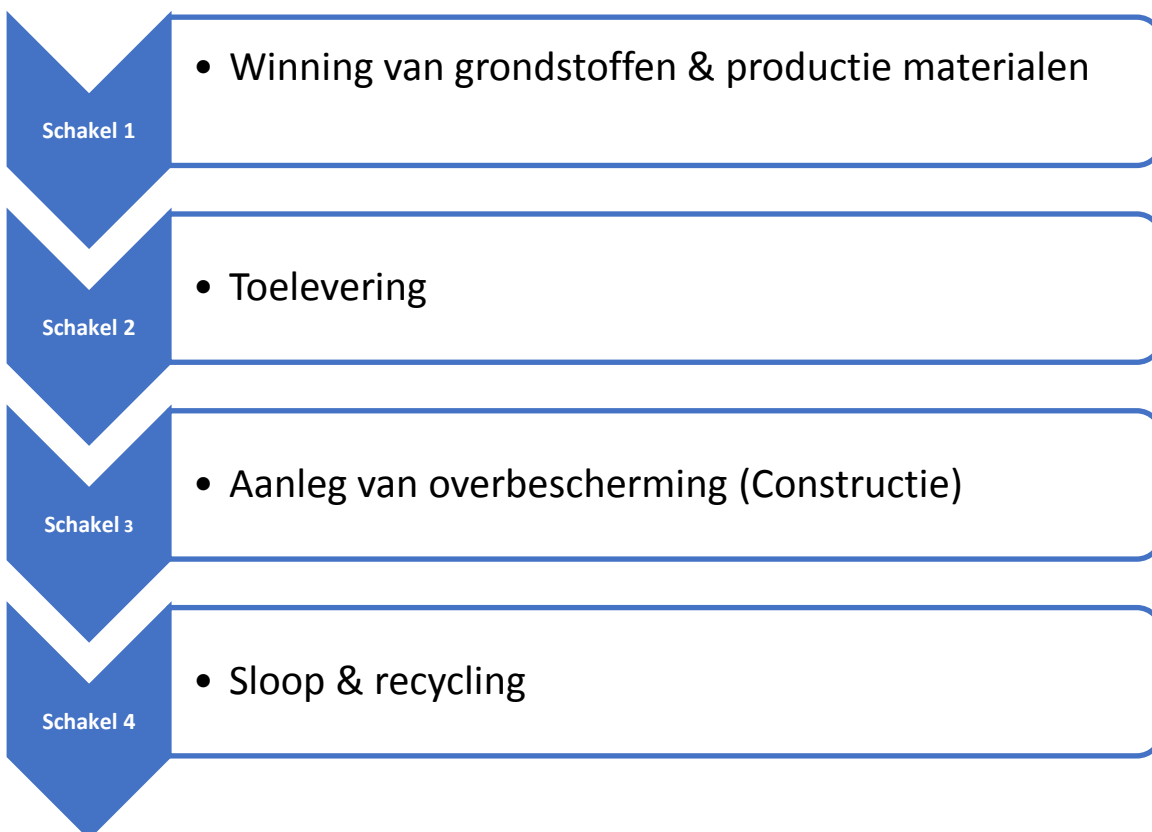 Schakel 1
• Winning van grondstoffen & productie materialen
Schakel 2
• Toelevering
Schakel 3
• Aanleg van overbescherming (Constructie)
Schakel 4
• Sloop & recycling